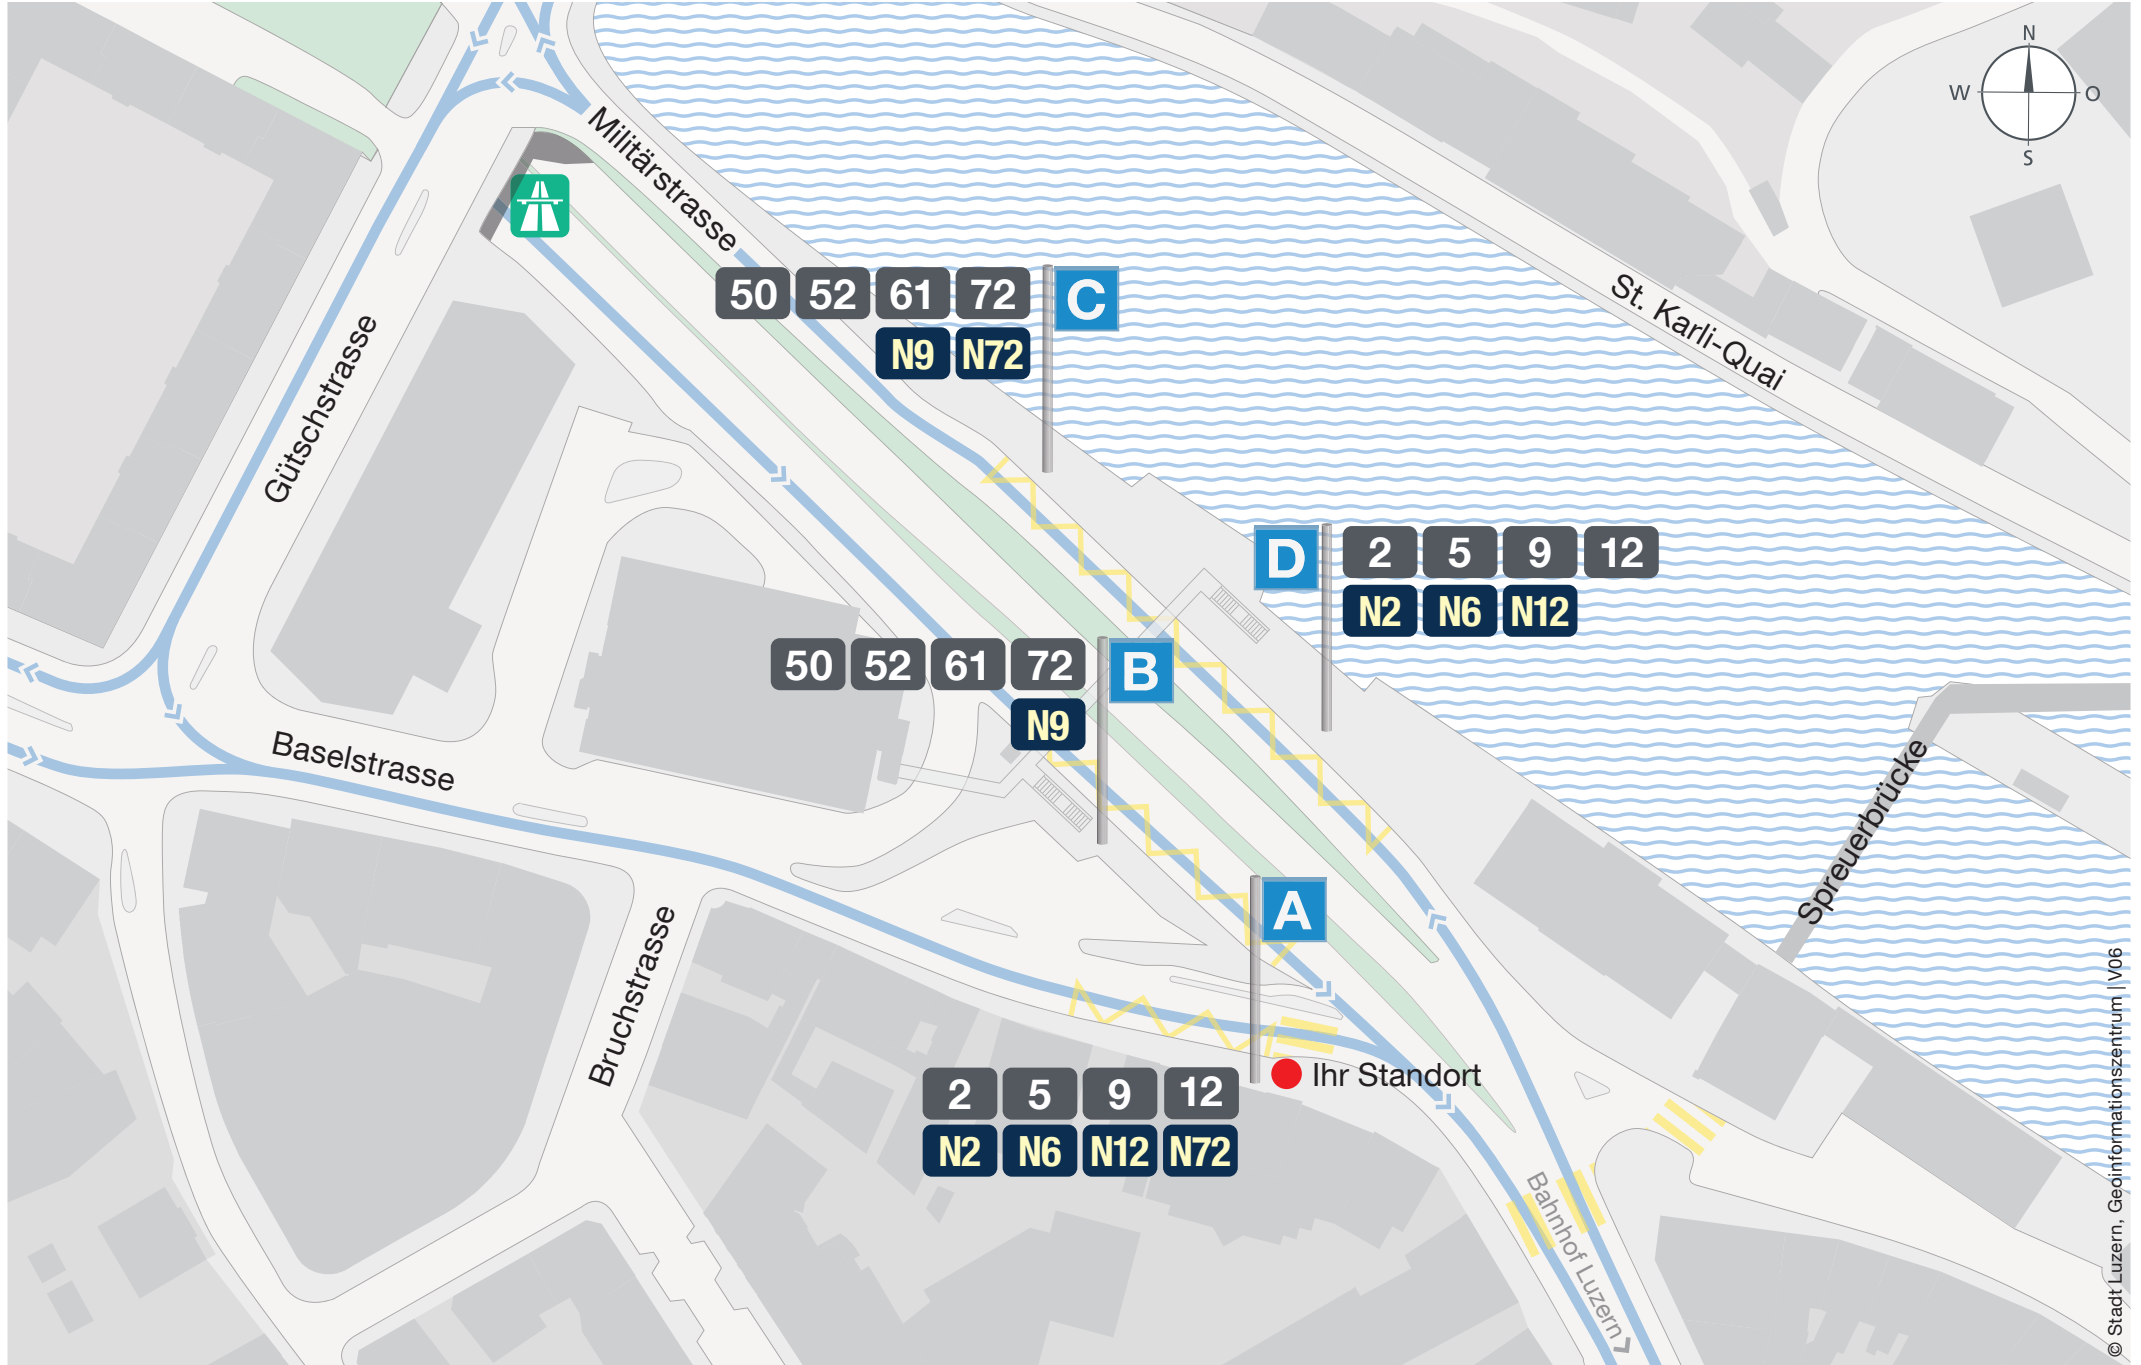 N
W
O
S
Militärstrasse
50 52 61 72 C
N9 N72
St. Karli-Quai
Gütschstrasse
D 2 5 9 12
N2 N6 N12
50 52 61 72 B
N9
Baselstrasse
Spreuerbrücke
A
Bruchstrasse
Ihr Standort
2 5 9 12
N2 N6 N12 N72
Bahnhof Luzern
© Stadt Luzern, Geoinformationszentrum | V06